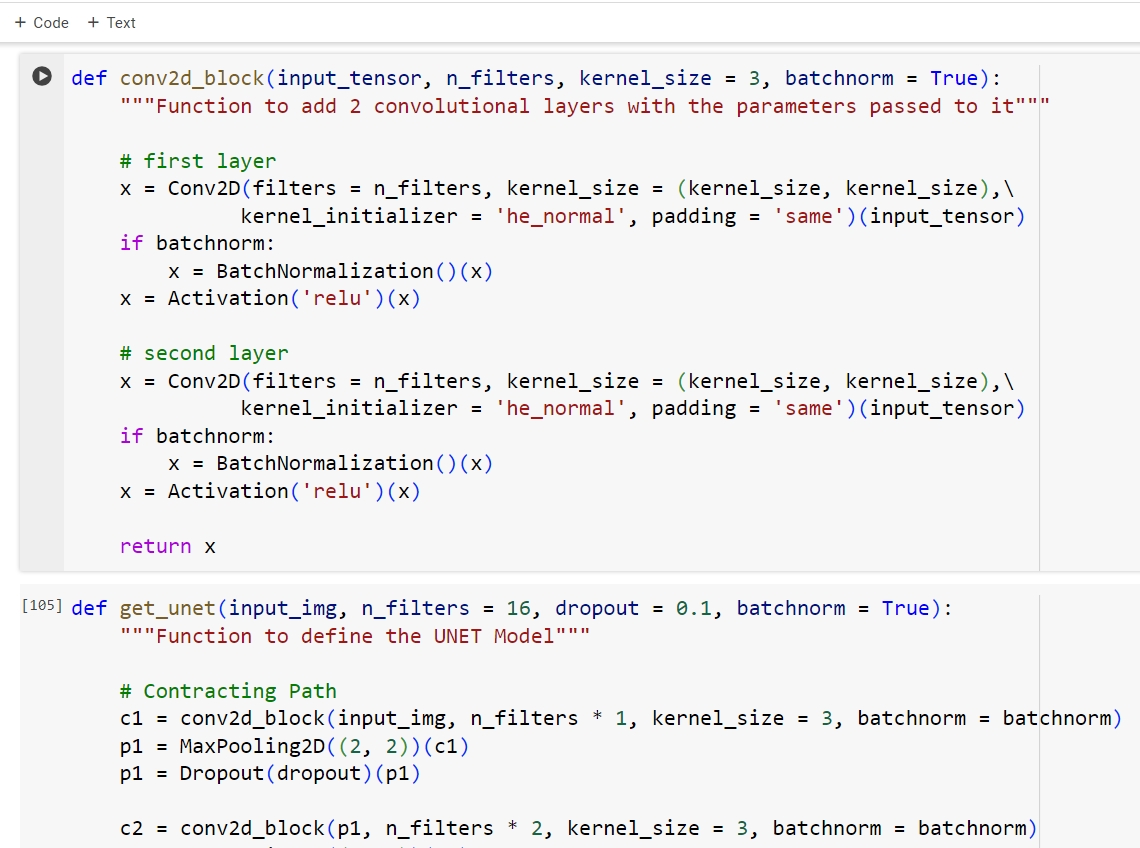 + Code + Text
def conv2d_block(input_tensor, n_filters, kernel_size = 3, batchnorm = True):
    """Function to add 2 convolutional layers with the parameters passed to it"""
    # first layer
    x = Conv2D(filters = n_filters, kernel_size = (kernel_size, kernel_size),\
              kernel_initializer = 'he_normal', padding = 'same')(input_tensor)
    if batchnorm:
        x = BatchNormalization()(x)
    x = Activation('relu')(x)
    # second layer
    x = Conv2D(filters = n_filters, kernel_size = (kernel_size, kernel_size),\
              kernel_initializer = 'he_normal', padding = 'same')(input_tensor)
    if batchnorm:
        x = BatchNormalization()(x)
    x = Activation('relu')(x)
    return x
[105] def get_unet(input_img, n_filters = 16, dropout = 0.1, batchnorm = True):
    """Function to define the UNET Model"""
    # Contracting Path
    c1 = conv2d_block(input_img, n_filters * 1, kernel_size = 3, batchnorm = batchnorm)
    p1 = MaxPooling2D((2, 2))(c1)
    p1 = Dropout(dropout)(p1)
    c2 = conv2d_block(p1, n_filters * 2, kernel_size = 3, batchnorm = batchnorm)